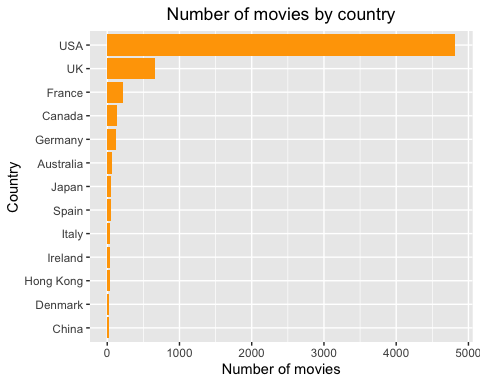 Number of movies by country
USA
UK
France
Canada
Germany
Australia
Japan
Spain
Italy
Ireland
Hong Kong
Denmark
China
Country
0 1000 2000 3000 4000 5000
Number of movies